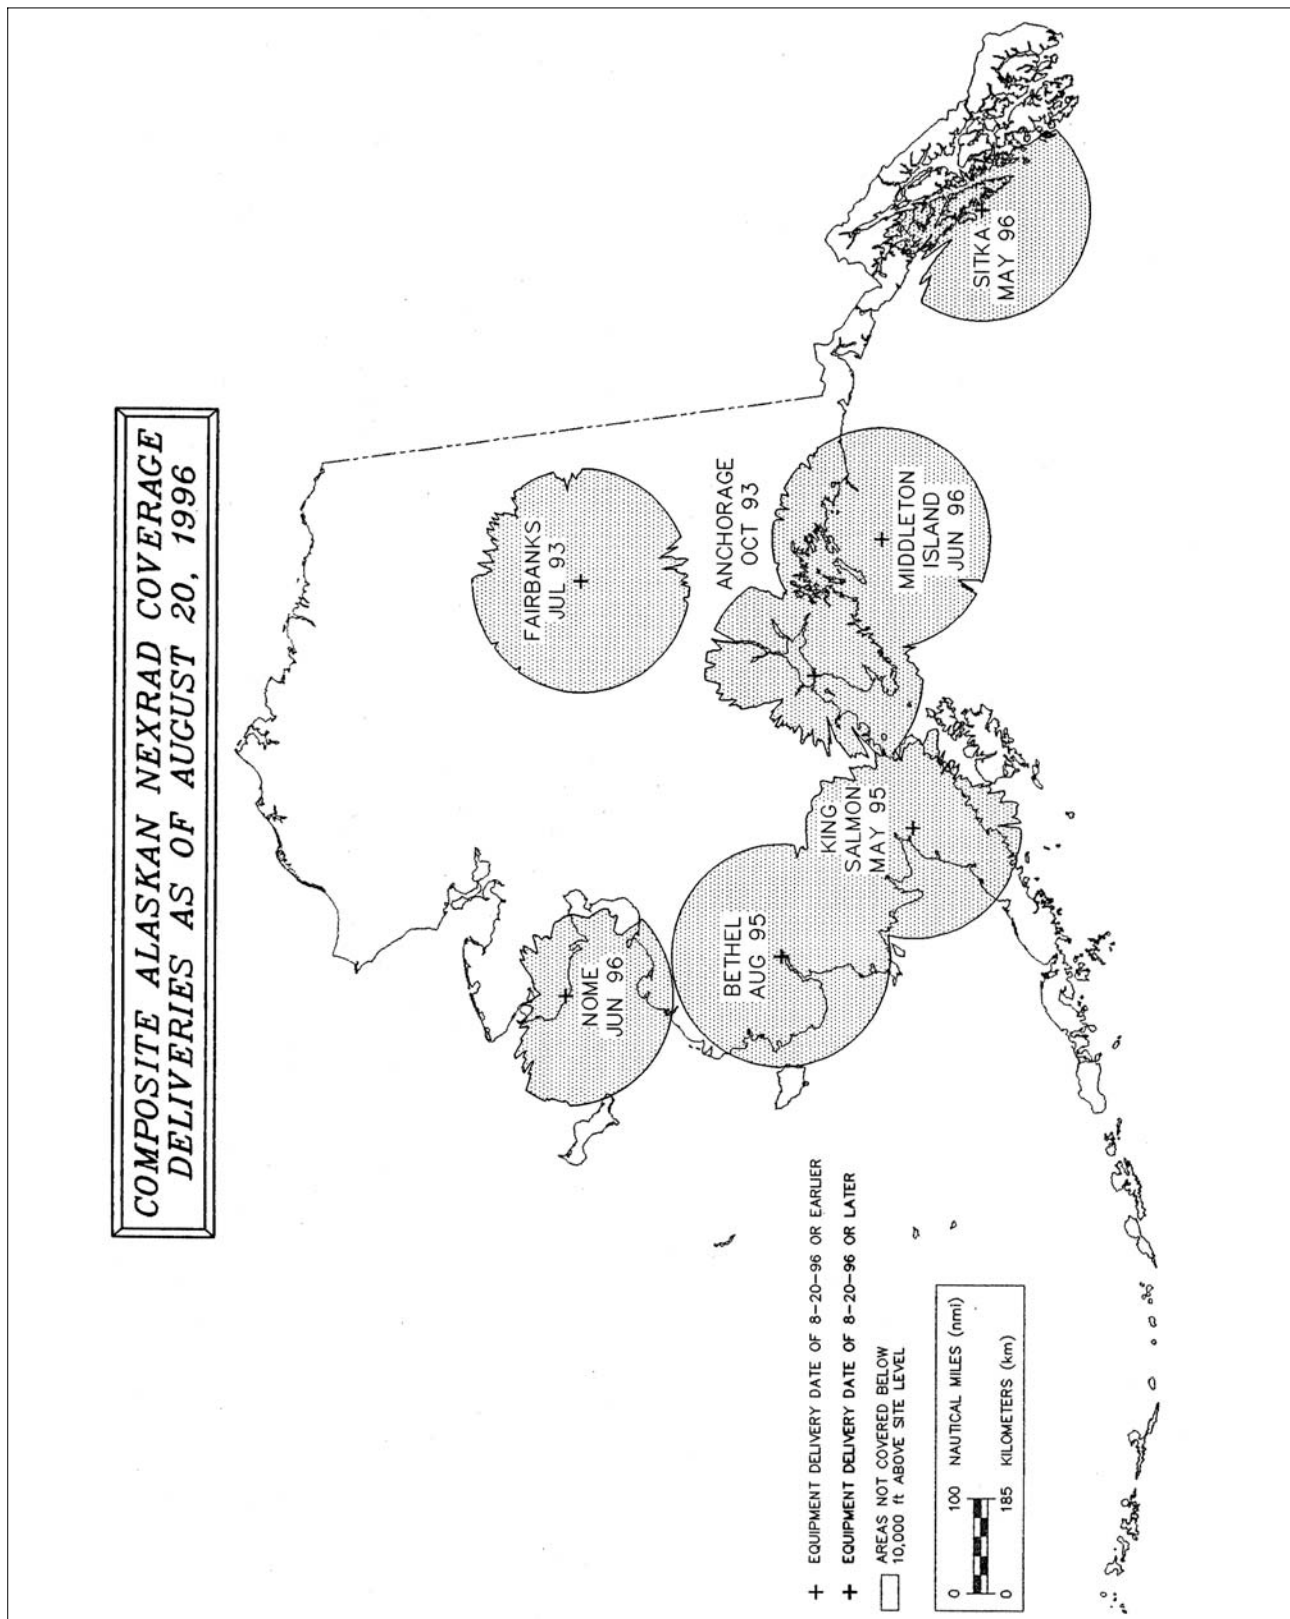 COMPOSITE ALASKAN NEXRAD COVERAGE
DELIVERIES AS OF AUGUST 20, 1996
NOME
JUN 96
BETHEL
AUG 95
KING
SALMON
MAY 95
FAIRBANKS
JUL 93
ANCHORAGE
OCT 93
MIDDLETON
ISLAND
JUN 96
SITKA
MAY 96
+ EQUIPMENT DELIVERY DATE OF 8-20-96 OR EARLIER
+ EQUIPMENT DELIVERY DATE OF 8-20-96 OR LATER
AREAS NOT COVERED BELOW
10,000 ft ABOVE SITE LEVEL
0 100 NAUTICAL MILES (nmi)
0 185 KILOMETERS (km)